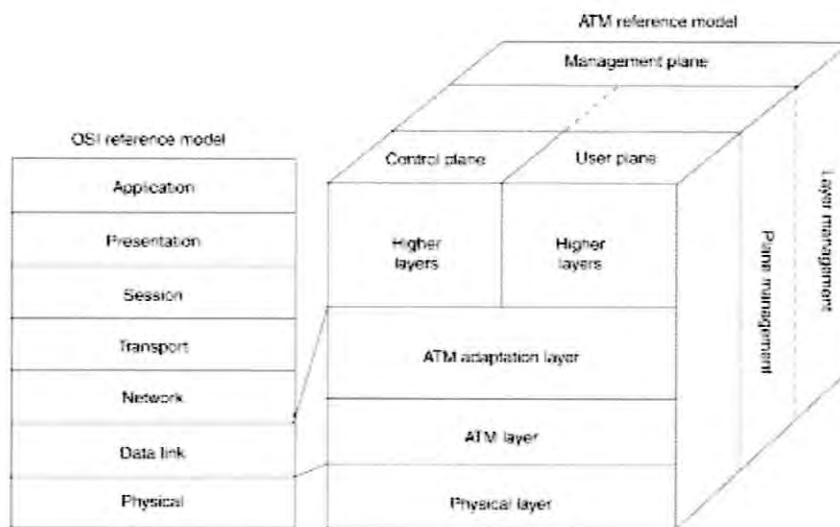 ATM reference model
Management plane
OSI reference model
Control plane
User plane
Application
Presentation
Session
Transport
Network
Data link
Physical
Higher
layers
Higher
layers
ATM adaptation layer
ATM layer
Physical layer
Plane management
Layer management